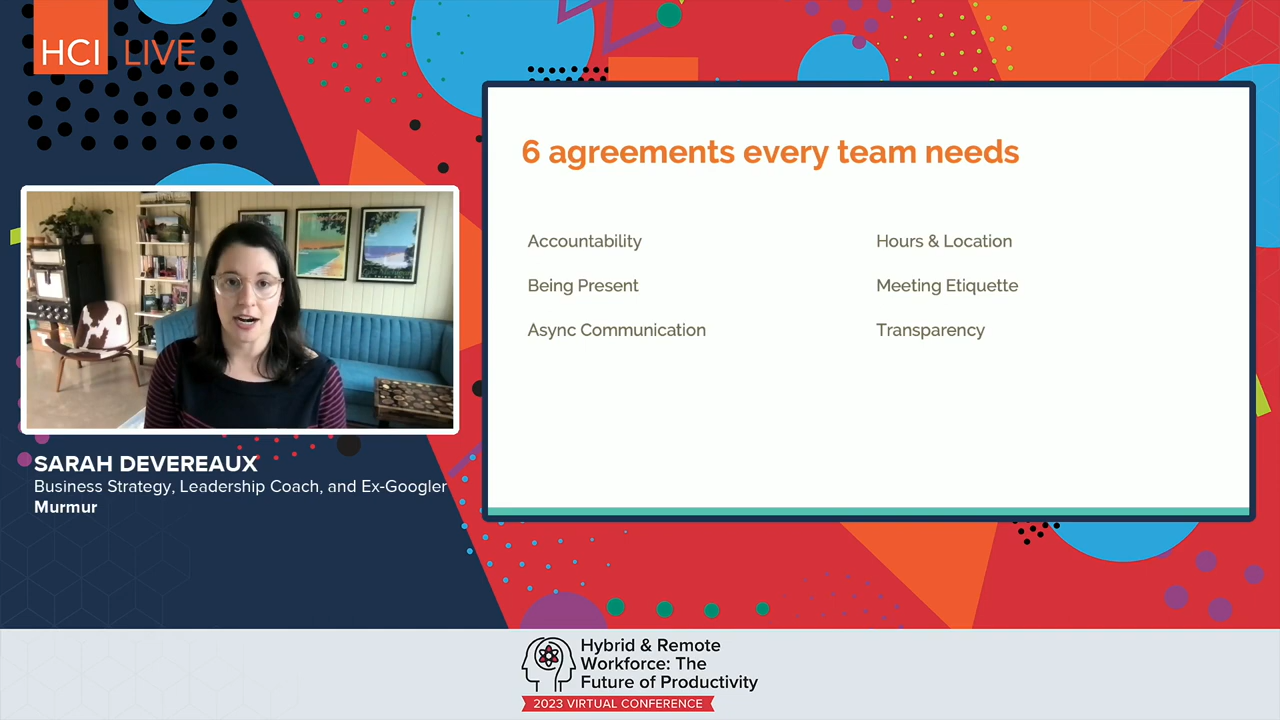 HCI LIVE
6 agreements every team needs
Accountability
Being Present
Async Communication
Hours & Location
Meeting Etiquette
Transparency
SARAH DEVEREAUX
Business Strategy, Leadership Coach, and Ex-Googler
Murmur
Hybrid & Remote
Workforce: The
Future of Productivity
2023 VIRTUAL CONFERENCE